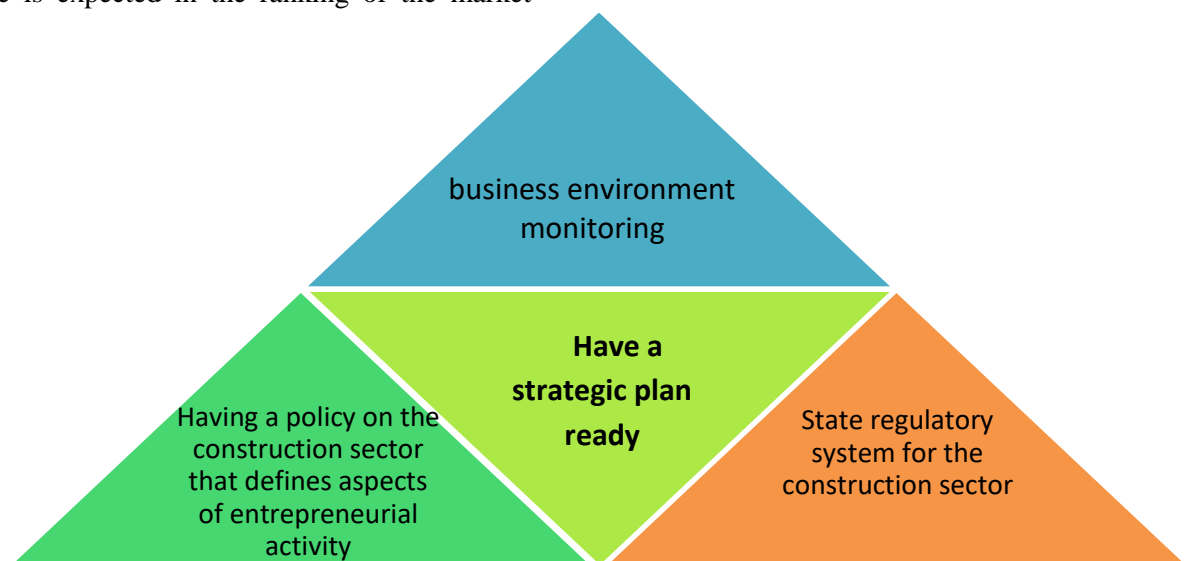 e is expected in the ranking of the market
business environment
monitoring
Have a
strategic plan
ready
Having a policy on the
construction sector
that defines aspects
of entrepreneurial
activity
State regulatory
system for the
construction sector